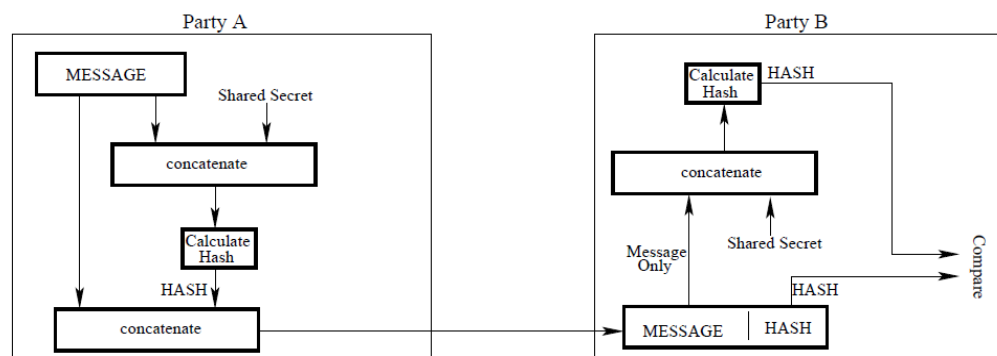 Party A
MESSAGE
Shared Secret
concatenate
Calculate
Hash
HASH
concatenate
Party B
Calculate
Hash
HASH
concatenate
Message
Only
Shared Secret
Compare
HASH
MESSAGE
HASH